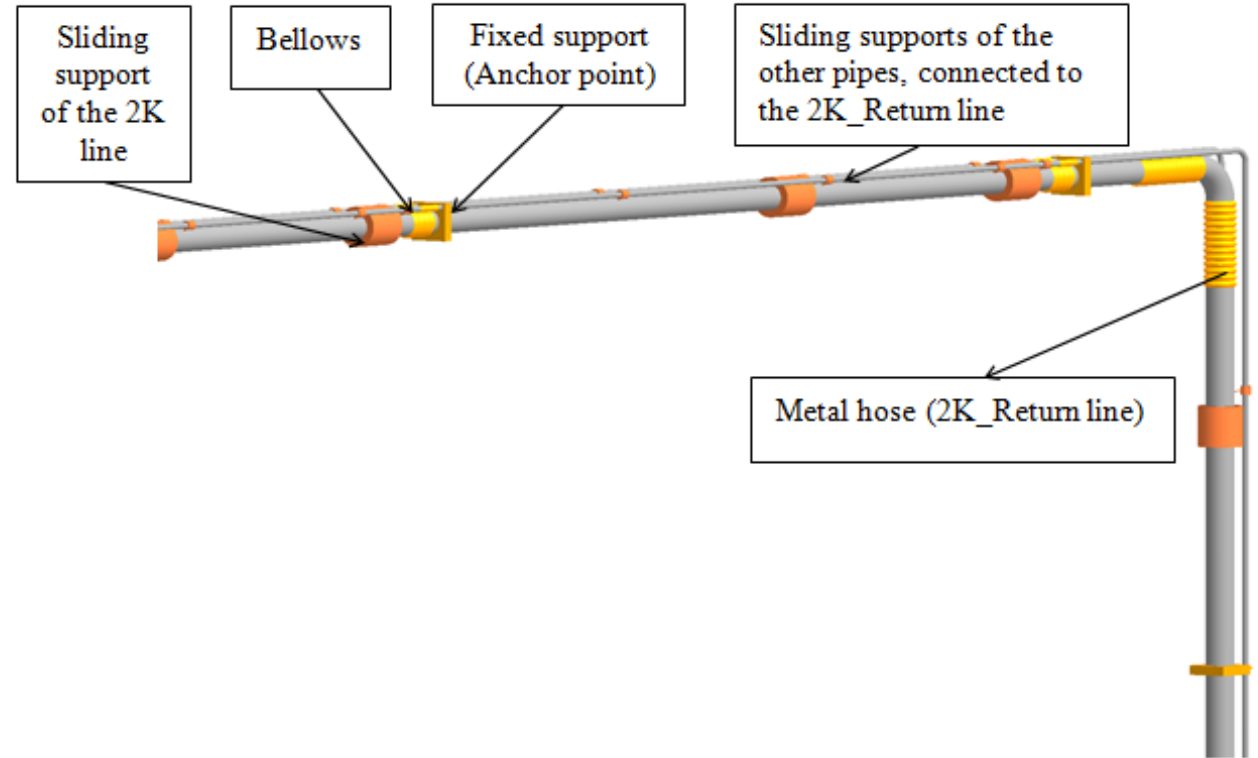 Sliding
support
of the 2K
line
Bellows
Fixed support
(Anchor point)
Sliding supports of the
other pipes, connected to
the 2K_Return line
Metal hose (2K_Return line)